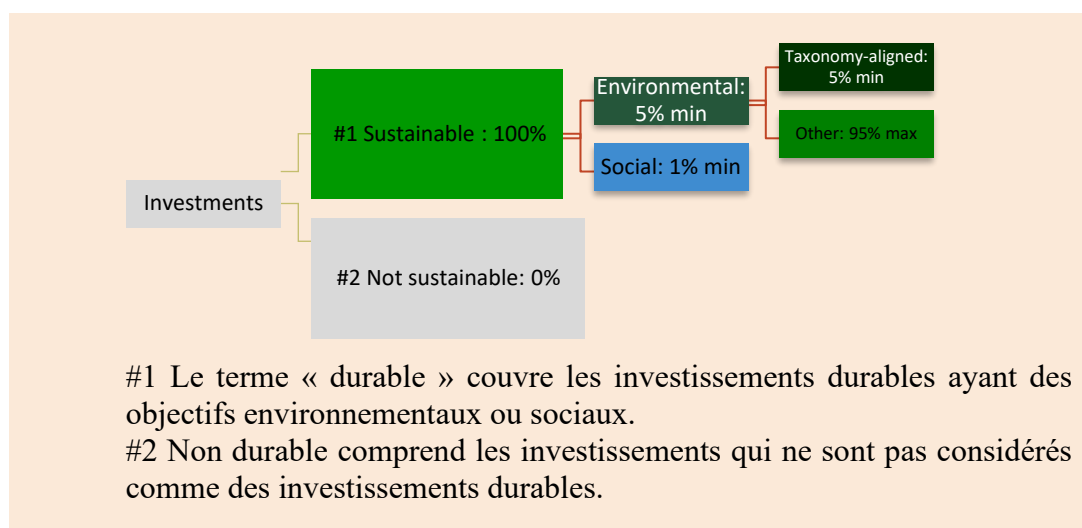 Taxonomy-aligned:
5% min
Environmental:
5% min
#1 Sustainable : 100%
Other: 95% max
Social: 1% min
Investments
#2 Not sustainable: 0%
#1 Le terme « durable » couvre les investissements durables ayant des
objectifs environnementaux ou sociaux.
#2 Non durable comprend les investissements qui ne sont pas considérés
comme des investissements durables.